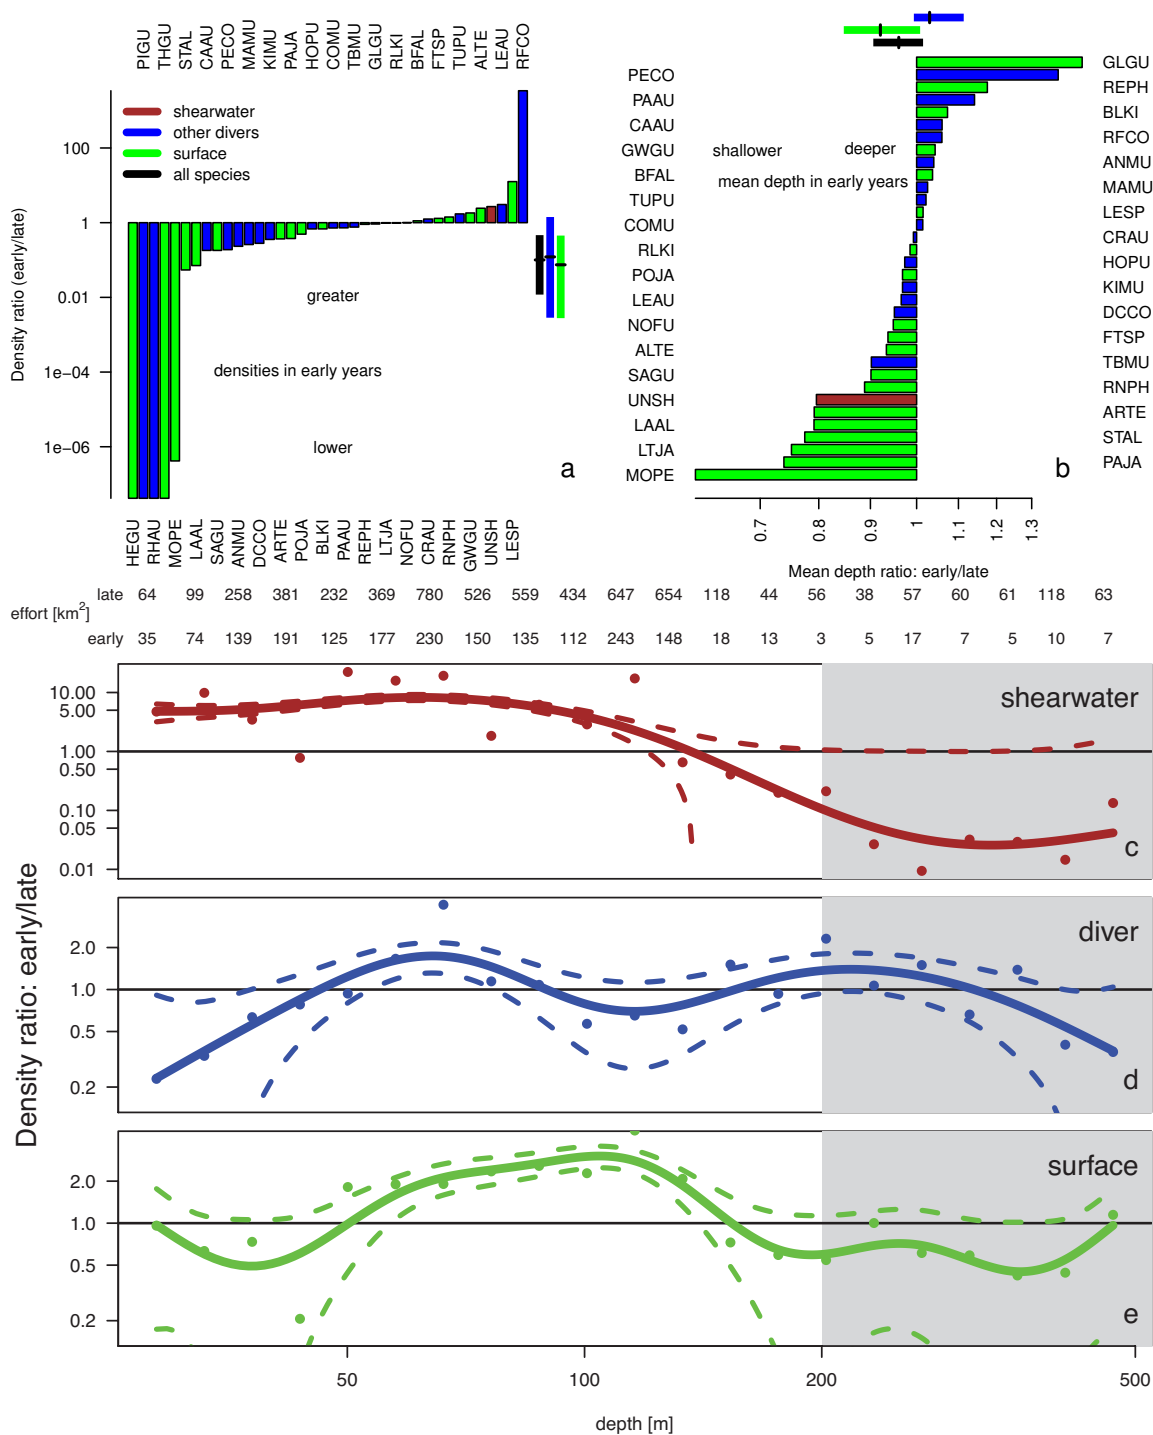 PIGU THGU STAL CAAU PECO MAMU KIMU PAJA HOPU COMU TBMU GLGU RLKI BFAL FTSP TUPU ALTE LEAU RFCO
shearwater
other divers
surface
all species
Density ratio (early/late)
100
1
0.01
1e−04
1e−06
greater
densities in early years
lower
a
HEGU RHAU MOPE LAAL SAGU ANMU DCCO ARTE POJA BLKI PAAU REPH LTJA NOFU CRAU RNPH GWGU UNSH LESP
GLGU
PECO
REPH
PAAU
BLKI
CAAU
RFCO
GWGU
shallower deeper
ANMU
BFAL
mean depth in early years
MAMU
TUPU
LESP
COMU
CRAU
RLKI
HOPU
POJA
KIMU
LEAU
DCCO
NOFU
FTSP
ALTE
TBMU
SAGU
RNPH
UNSH
ARTE
LAAL
STAL
LTJA
PAJA
MOPE
b
0.7 0.8 0.9 1 1.1 1.2 1.3
Mean depth ratio: early/late
late 64 99 258 381 232 369 780 526 559 434 647 654 118 44 56 38 57 60 61 118 63
effort [km2]
early 35 74 139 191 125 177 230 150 135 112 243 148 18 13 3 5 17 7 5 10 7
Density ratio: early/late
shearwater
10.00
5.00
1.00
0.50
0.10
0.05
0.01
c
diver
2.0
1.0
0.5
0.2
d
surface
2.0
1.0
0.5
0.2
e
50 100 200 500
depth [m]